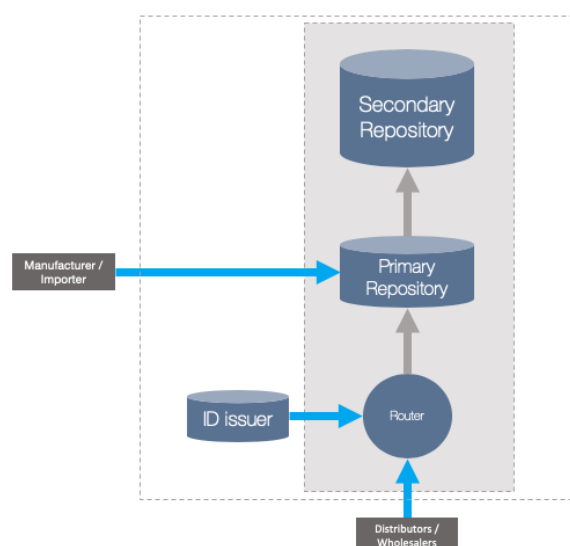 Secondary
Repository
Manufacturer /
Importer
Primary
Repository
ID issuer
Router
Distributors /
Wholesalers